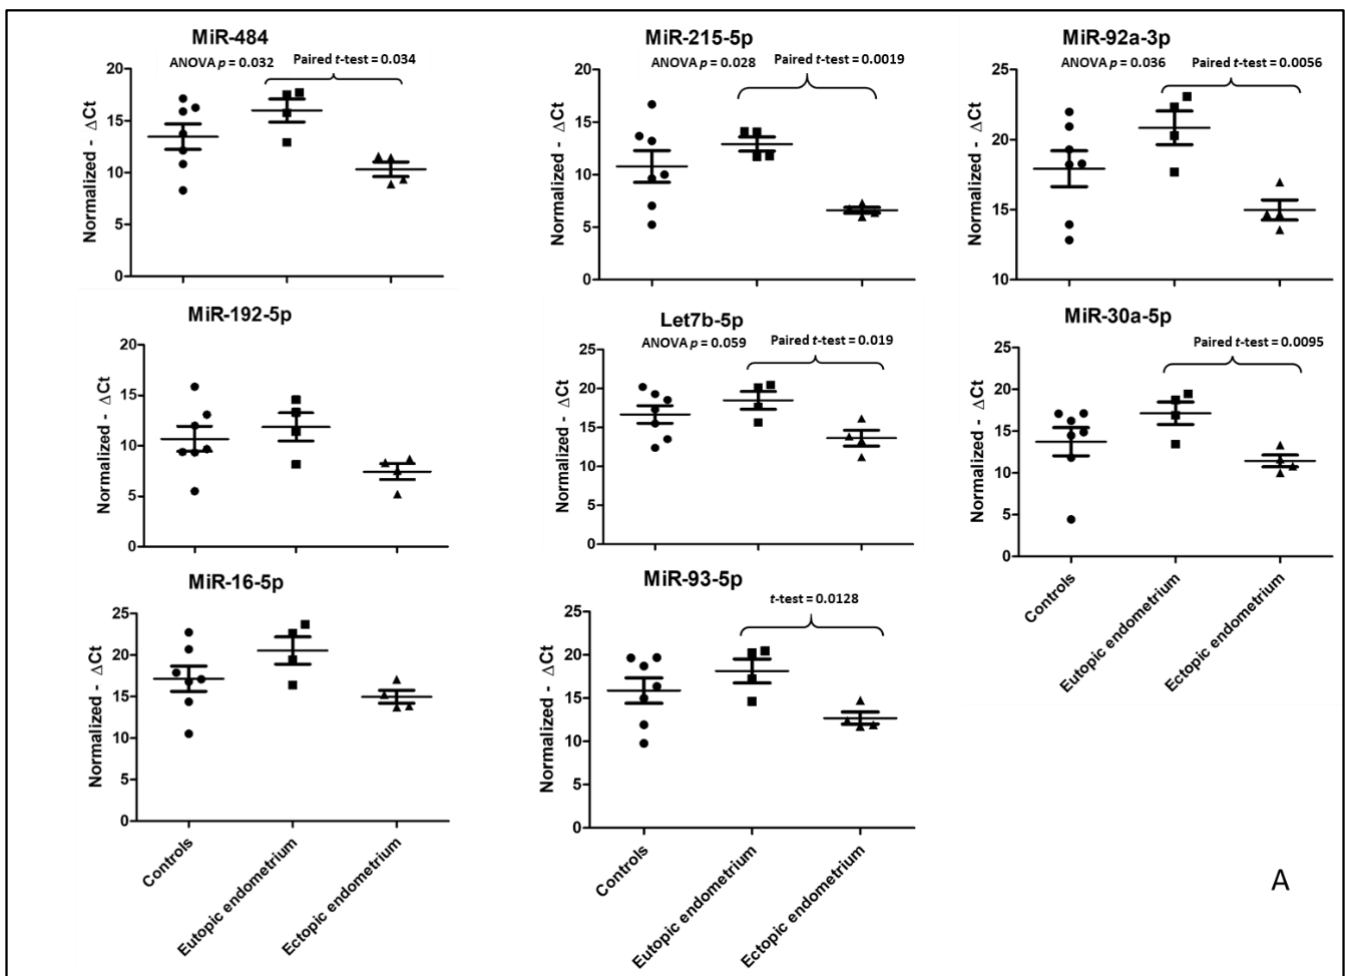 MiR-484
ANOVA p = 0.032
Paired t-test = 0.034
Normalized - ΔCt
20
15
10
5
0
MiR-215-5p
ANOVA p = 0.028
Paired t-test = 0.0019
Normalized - ΔCt
20
15
10
5
0
MiR-92a-3p
ANOVA p = 0.036
Paired t-test = 0.0056
Normalized - ΔCt
25
20
15
10
MiR-192-5p
Normalized - ΔCt
20
15
10
5
0
Let7b-5p
ANOVA p = 0.059
Paired t-test = 0.019
Normalized - ΔCt
25
20
15
10
5
0
MiR-30a-5p
Paired t-test = 0.0095
Normalized - ΔCt
25
20
15
10
5
0
Controls
Eutopic endometrium
Ectopic endometrium
MiR-16-5p
Normalized - ΔCt
25
20
15
10
5
0
Controls
Eutopic endometrium
Ectopic endometrium
MiR-93-5p
t-test = 0.0128
Normalized - ΔCt
25
20
15
10
5
0
Controls
Eutopic endometrium
Ectopic endometrium
A